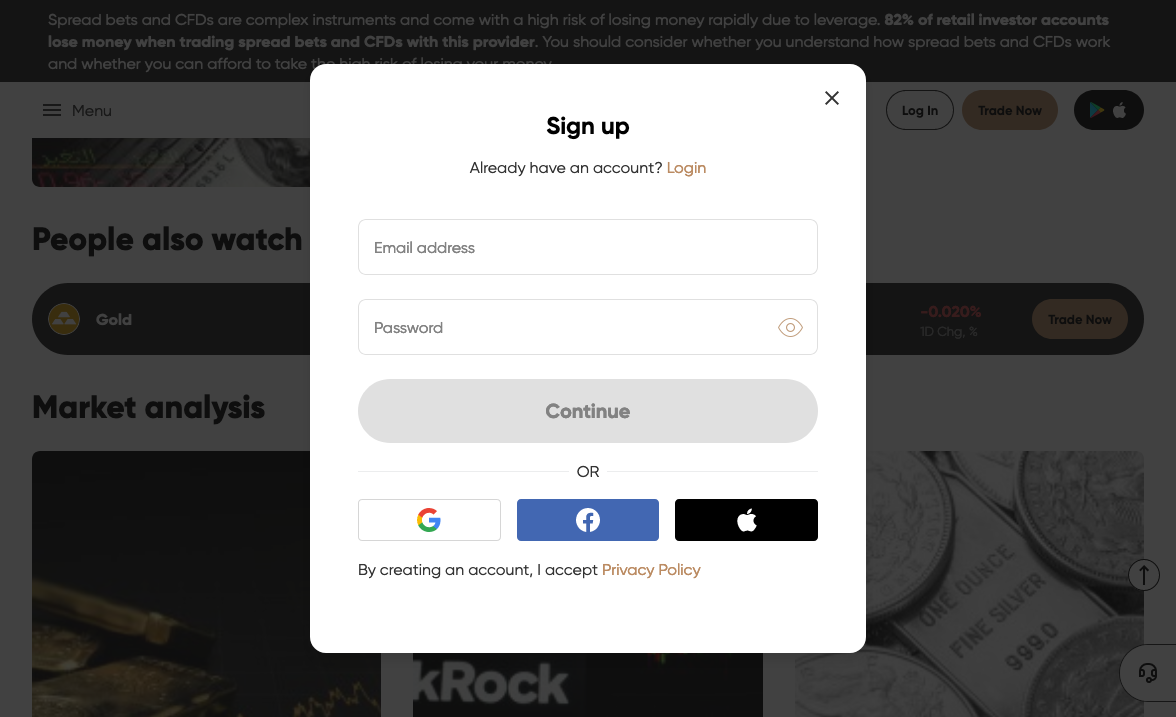 Spread bets and CFDs are complex instruments and come with a high risk of losing money rapidly due to leverage. 82% of retail investor accounts
lose money when trading spread bets and CFDs with this provider. You should consider whether you understand how spread bets and CFDs work
and whether you can afford to take the high risk of losing your money.
Menu
Log In
Trade Now
Sign up
Already have an account? Login
Email address
Password
Continue
OR
By creating an account, I accept Privacy Policy
People also watch
Gold
-0.020%
1D Chg, %
Trade Now
Market analysis
kRock
ONE OUNCE
FINE SILVER
999.0